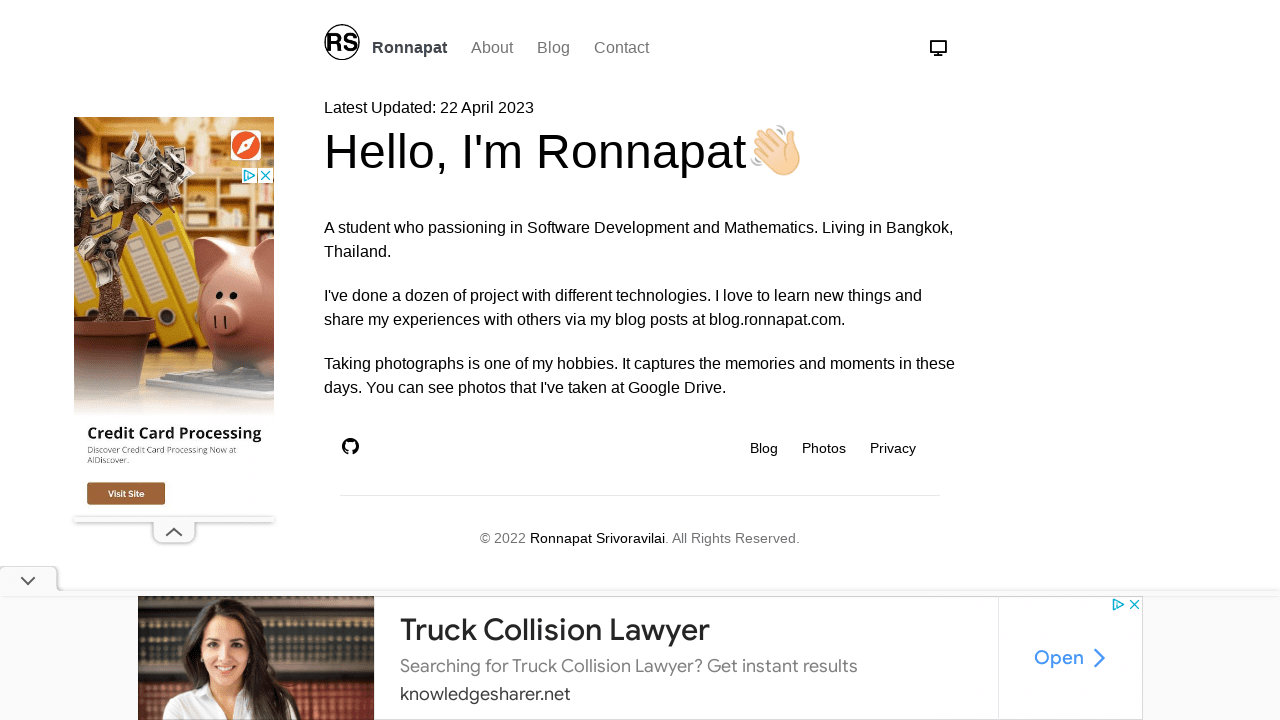 RS
Ronnapat About Blog Contact
Latest Updated: 22 April 2023
Hello, I'm Ronnapat👋🏼
A student who passioning in Software Development and Mathematics. Living in Bangkok,
Thailand.
I've done a dozen of project with different technologies. I love to learn new things and
share my experiences with others via my blog posts at blog.ronnapat.com.
Taking photographs is one of my hobbies. It captures the memories and moments in these
days. You can see photos that I've taken at Google Drive.
Blog Photos Privacy
© 2022 Ronnapat Srivoravilai. All Rights Reserved.
Credit Card Processing
Discover Credit Card Processing Now at
AIDiscover.
Visit Site
Truck Collision Lawyer
Searching for Truck Collision Lawyer? Get instant results
knowledgesharer.net
Open